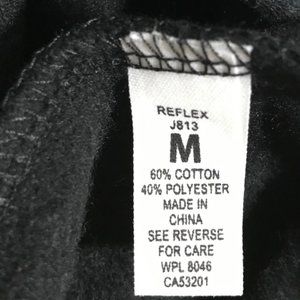 REFLEX
J813
M
60% COTTON
40% POLYESTER
MADE IN
CHINA
SEE REVERSE
FOR CARE
WPL 8046
CA53201